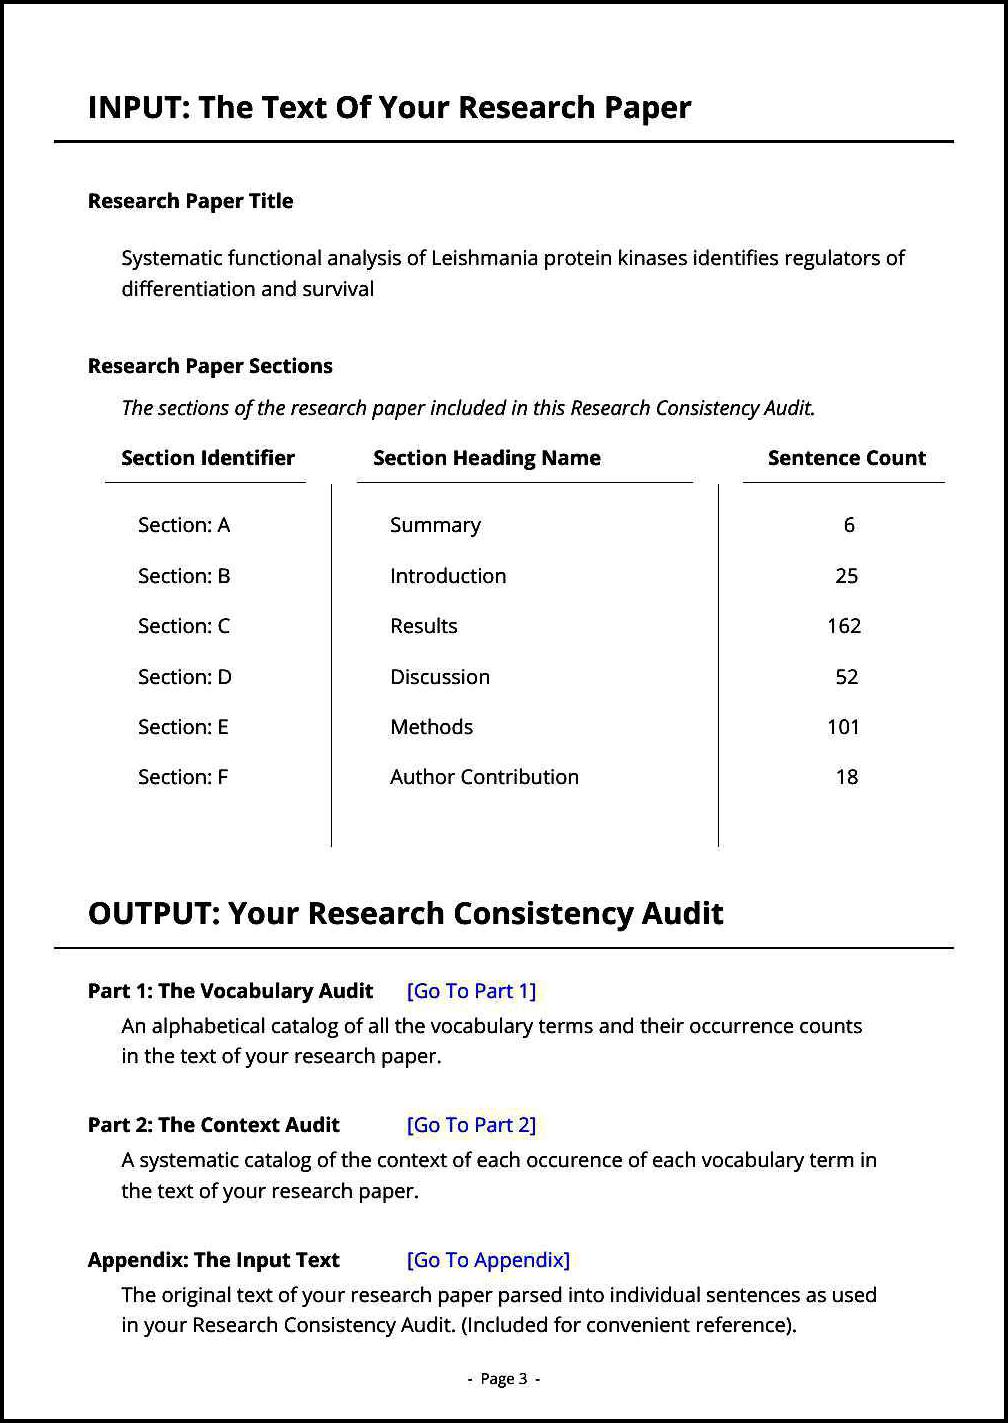 INPUT: The Text Of Your Research Paper
Research Paper Title
Systematic functional analysis of Leishmania protein kinases identifies regulators of
differentiation and survival
Research Paper Sections
The sections of the research paper included in this Research Consistency Audit.
Section Identifier Section Heading Name Sentence Count
Section: A Summary 6
Section: B Introduction 25
Section: C Results 162
Section: D Discussion 52
Section: E Methods 101
Section: F Author Contribution 18
OUTPUT: Your Research Consistency Audit
Part 1: The Vocabulary Audit [Go To Part 1]
An alphabetical catalog of all the vocabulary terms and their occurrence counts
in the text of your research paper.
Part 2: The Context Audit [Go To Part 2]
A systematic catalog of the context of each occurence of each vocabulary term in
the text of your research paper.
Appendix: The Input Text [Go To Appendix]
The original text of your research paper parsed into individual sentences as used
in your Research Consistency Audit. (Included for convenient reference).
- Page 3 -